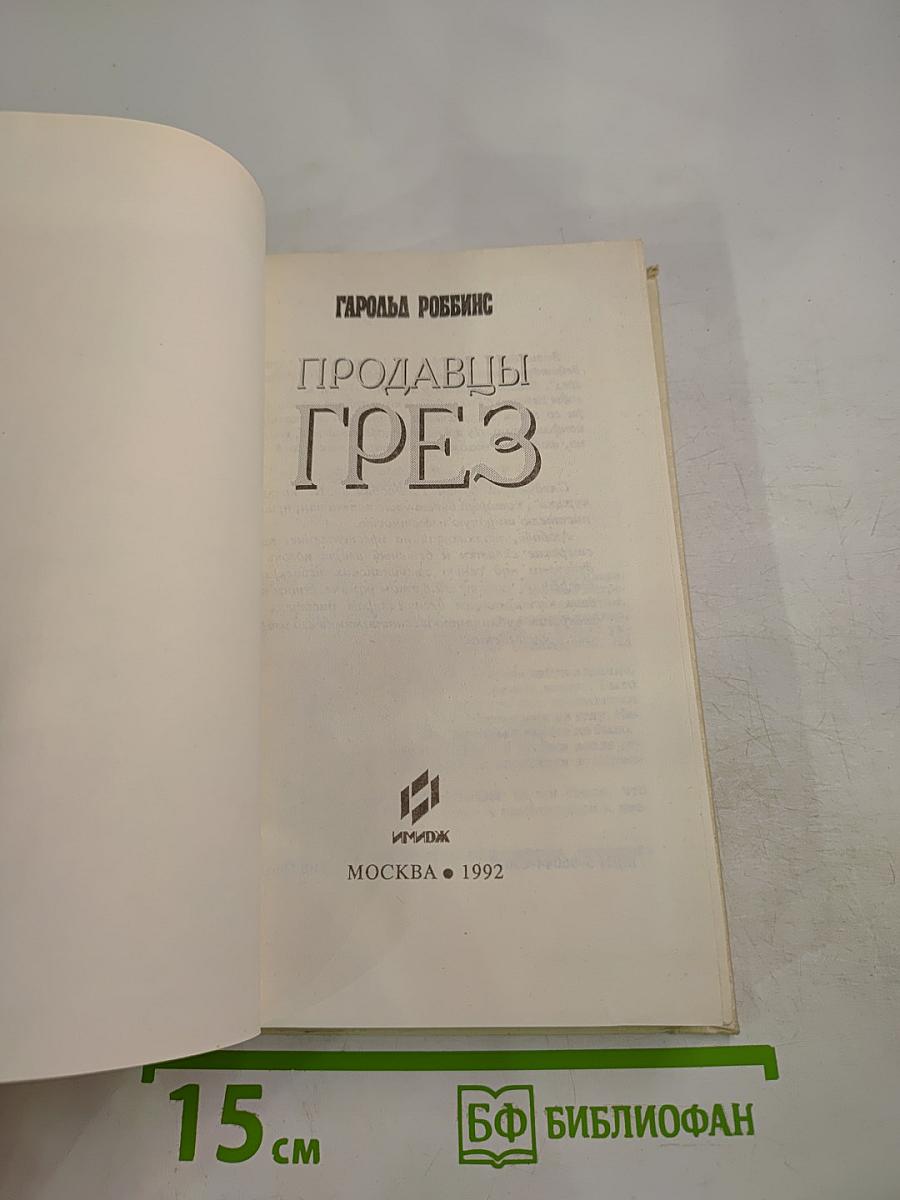 ГАРОЛЬД РОББИНС
ПРОДАВЦЫ
ГРЕЗ
ИМИДЖ
МОСКВА ● 1992
15 см
БФ БИБЛИОФАН